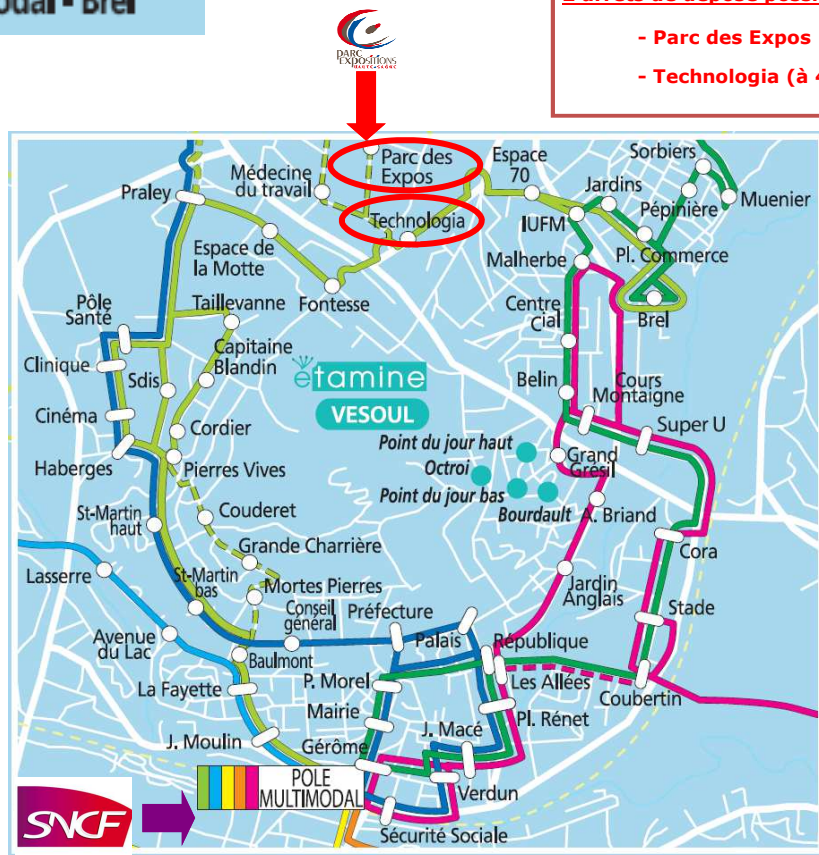 odal - Brel
PARC
EXPOSITIONS
HAUTE-SAÔNE
- Parc des Expos
- Technologia (à 4
Parc des
Expos
Médecine
du travail
Espace
70
Sorbiers
Praley
Jardins
Muenier
Technologia
IUFM
Pépinière
Espace de
la Motte
Malherbe
Pl. Commerce
Pôle
Santé
Taillevanne
Fontesse
Centre
Cial
Brel
Clinique
Capitaine
Blandin
étamine
VESOUL
Sdis
Belin
Cours
Montaigne
Cinéma
Cordier
Super U
Haberges
Pierres Vives
Point du jour haut
Octroi
Grand
Grésil
Point du jour bas
St-Martin
haut
Couderet
Bourdault
A. Briand
Grande Charrière
Cora
Lasserre
St-Martin
bas
Mortes Pierres
Jardin
Anglais
Conseil
général
Préfecture
Stade
Avenue
du Lac
Palais
République
Baulmont
La Fayette
P. Morel
Les Allées
Coubertin
Mairie
Pl. Rénet
J. Moulin
J. Macé
Gérôme
POLE
MULTIMODAL
Verdun
SNCF
Sécurité Sociale